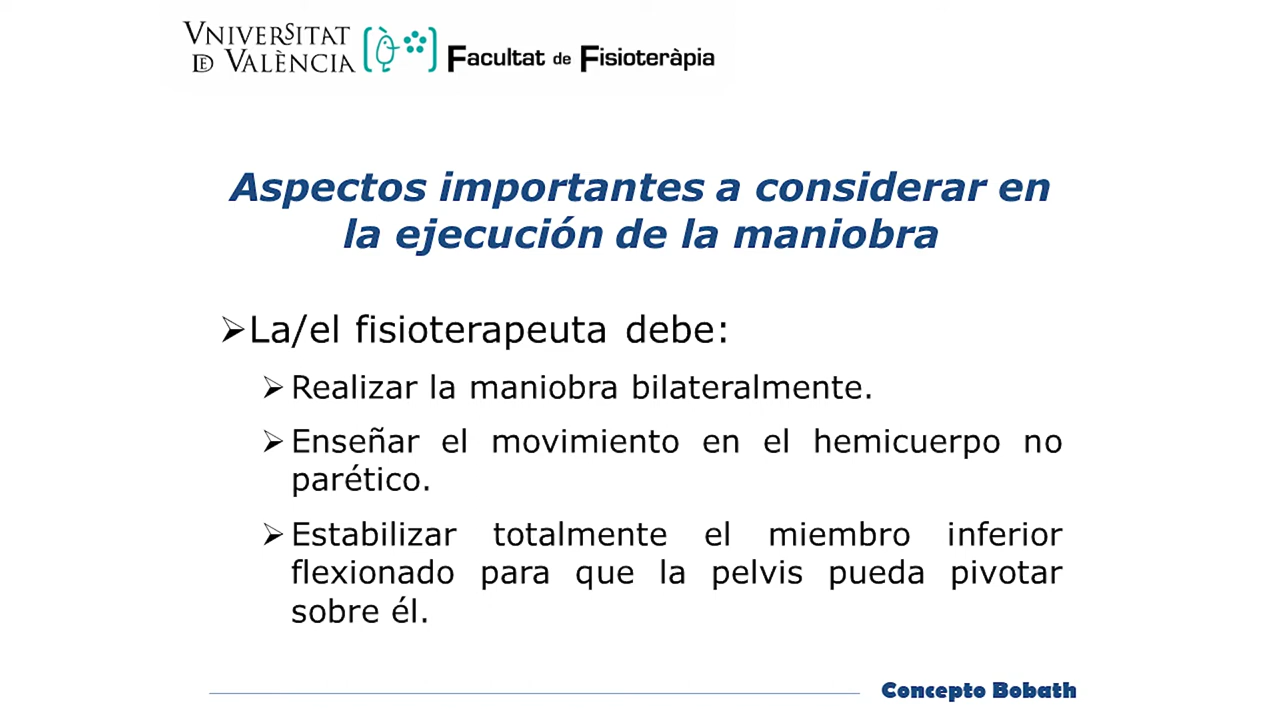 VNIVERSITAT
DE VALÈNCIA
Facultat de Fisioteràpia
Aspectos importantes a considerar en
la ejecución de la maniobra
La/el fisioterapeuta debe:
Realizar la maniobra bilateralmente.
Enseñar el movimiento en el hemicuerpo no
parético.
Estabilizar totalmente el miembro inferior
flexionado para que la pelvis pueda pivotar
sobre él.
Concepto Bobath